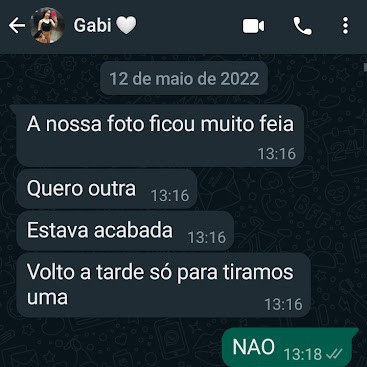 Gabi 🤍
12 de maio de 2022
A nossa foto ficou muito feia
13:16
Quero outra 13:16
Estava acabada 13:16
Volto a tarde só para tiramos
uma 13:16
NAO 13:18